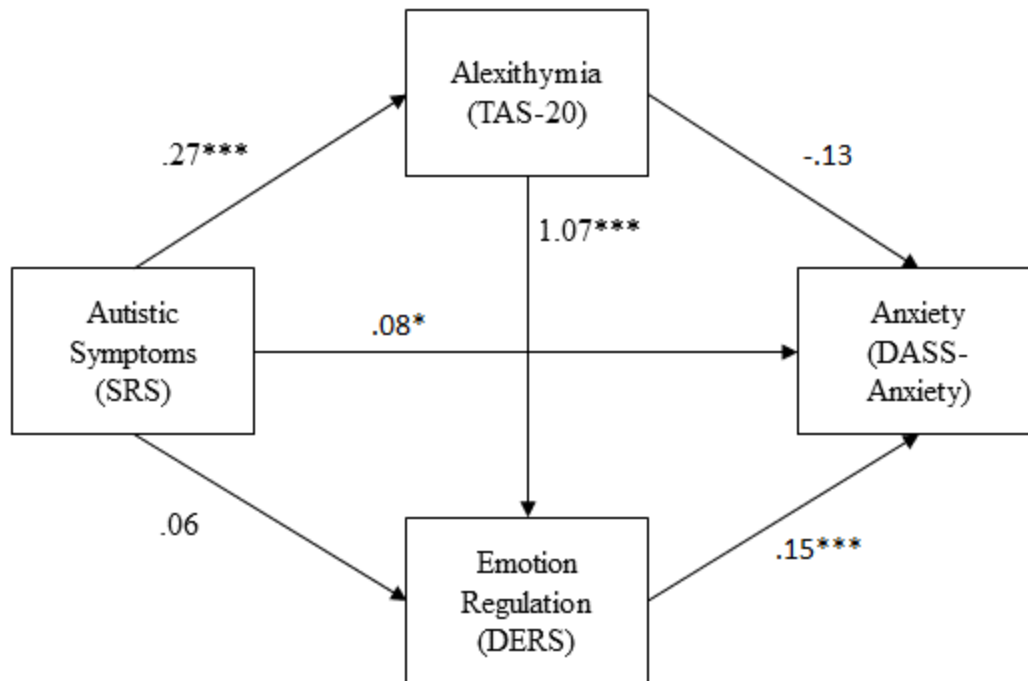 Alexithymia
(TAS-20)
.27***
-.13
1.07***
Autistic
Symptoms
(SRS)
.08*
Anxiety
(DASS-
Anxiety)
.06
Emotion
Regulation
(DERS)
.15***